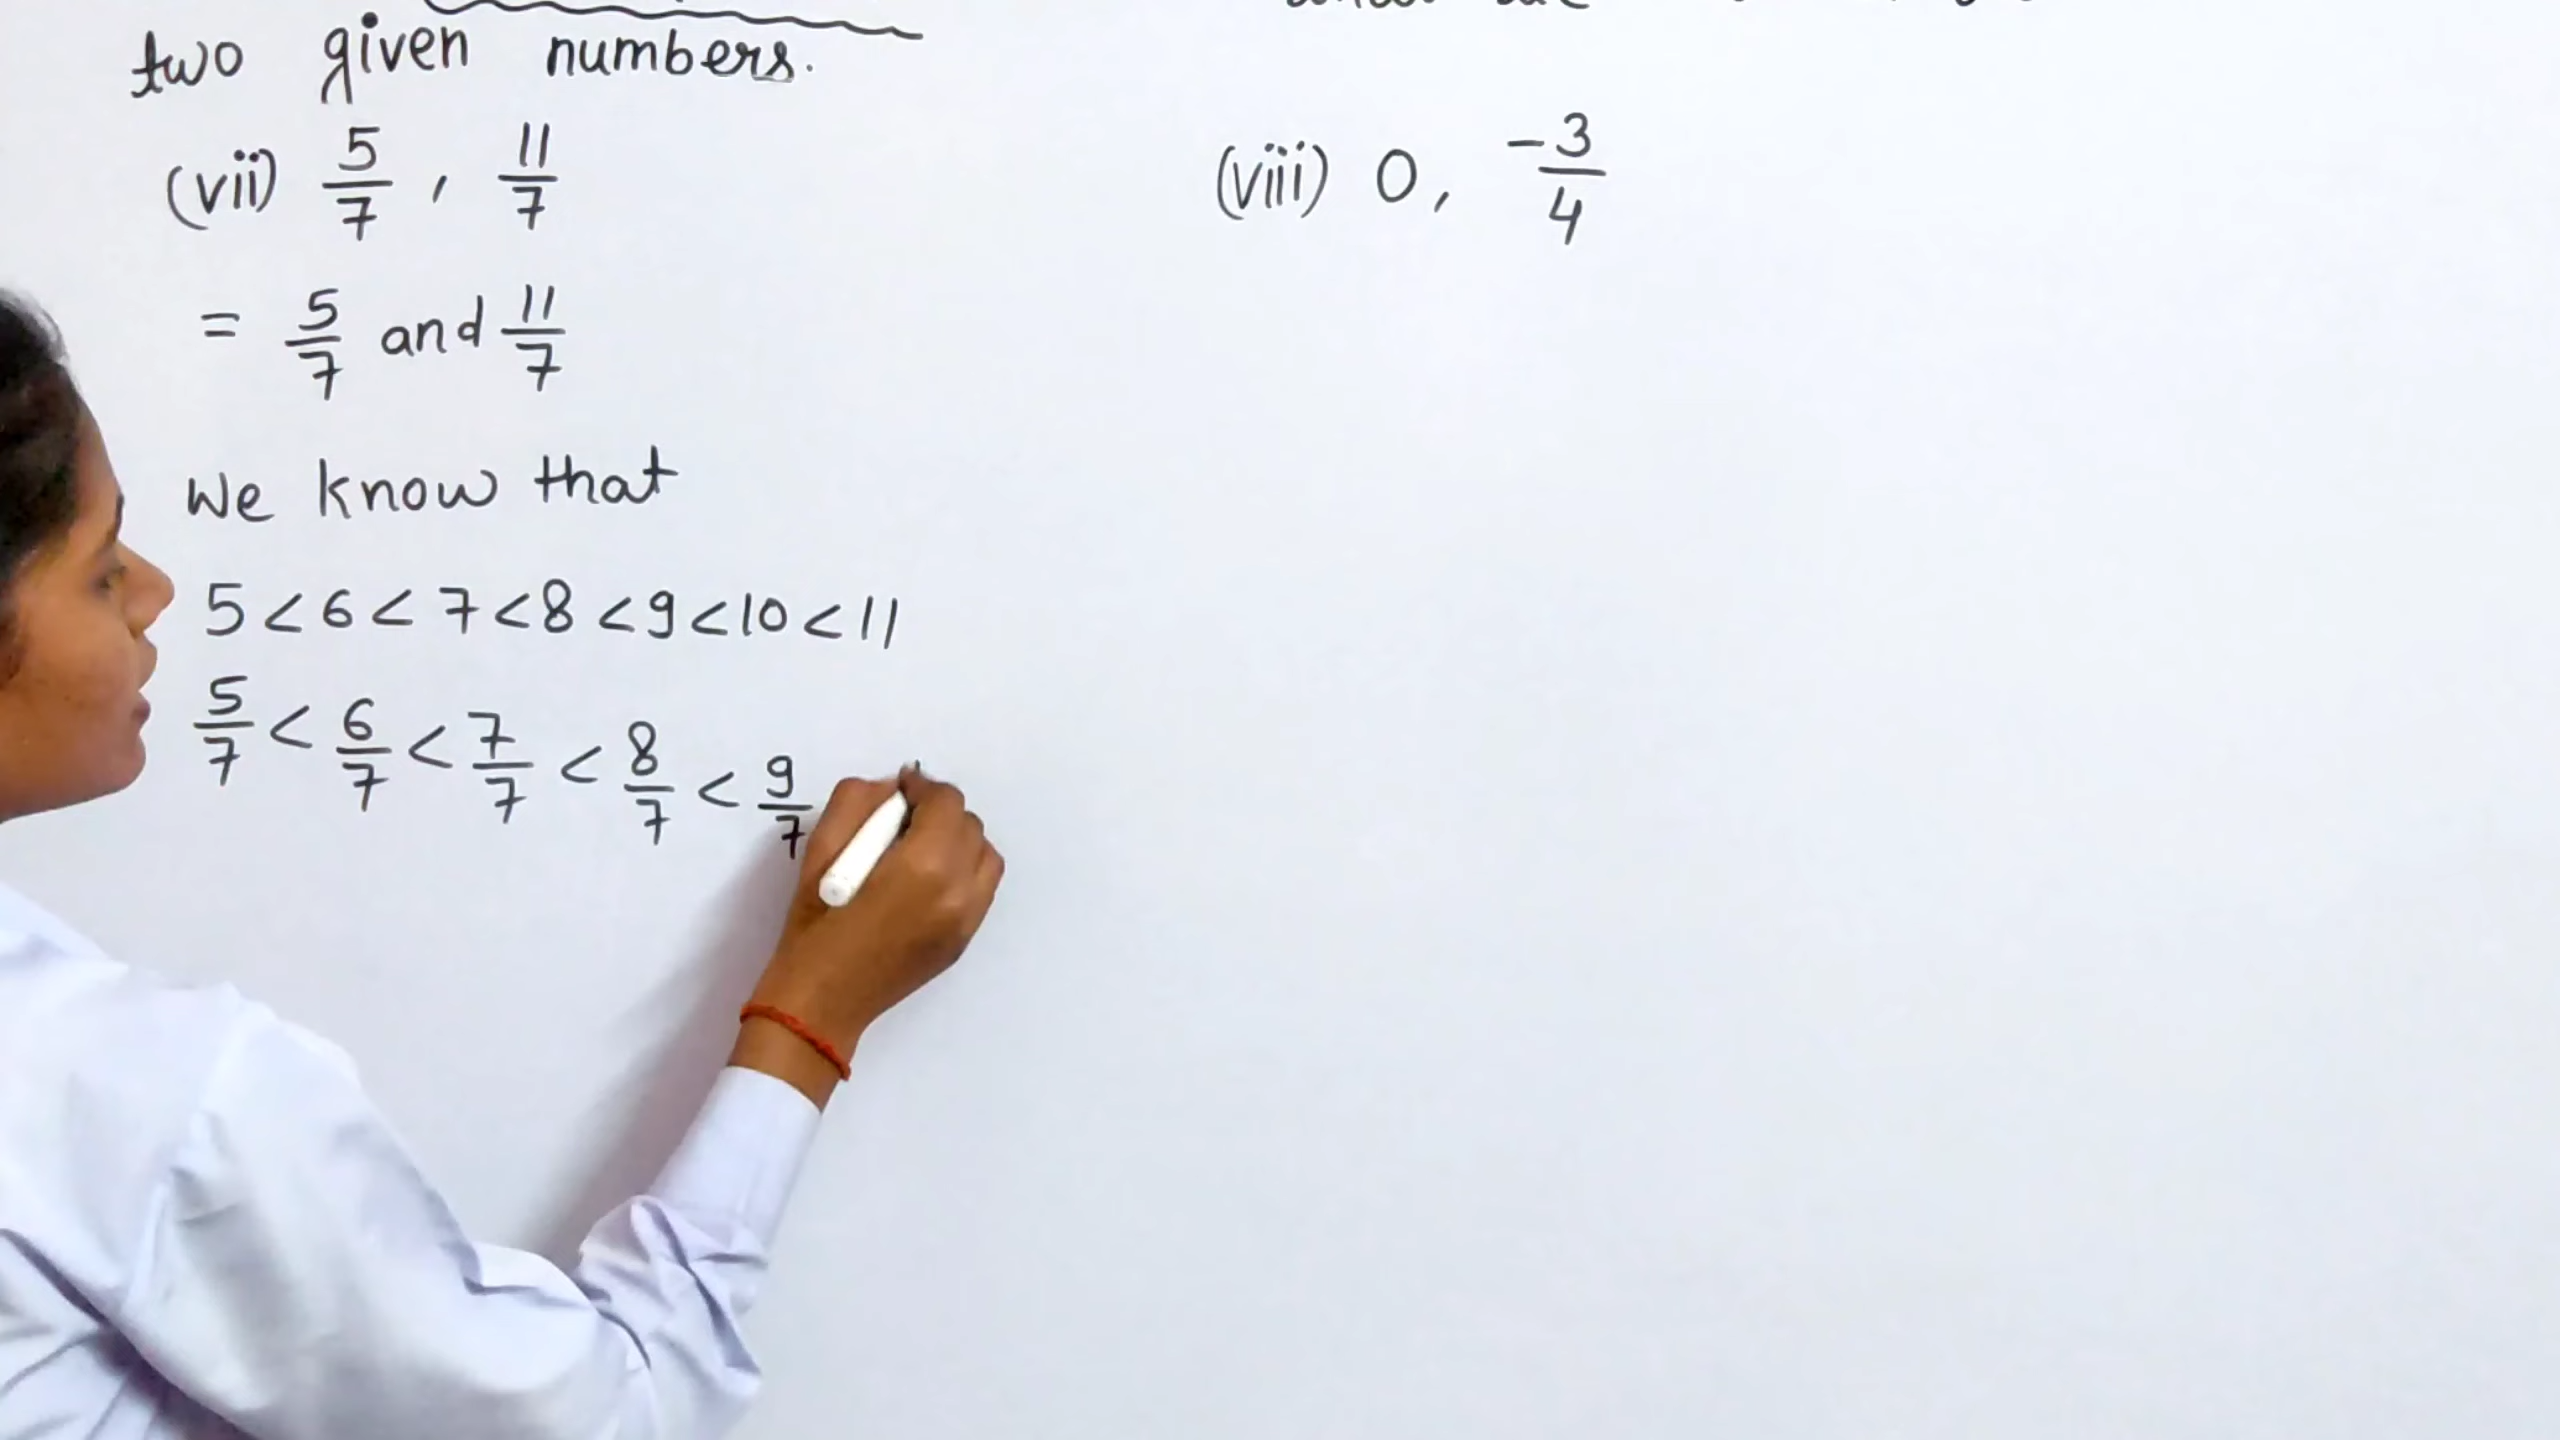 two given numbers.
(vii) 5/7 , 11/7
= 5/7 and 11/7
We know that
5 < 6 < 7 < 8 < 9 < 10 < 11
5/7 < 6/7 < 7/7 < 8/7 < 9/7
(viii) 0, -3/4